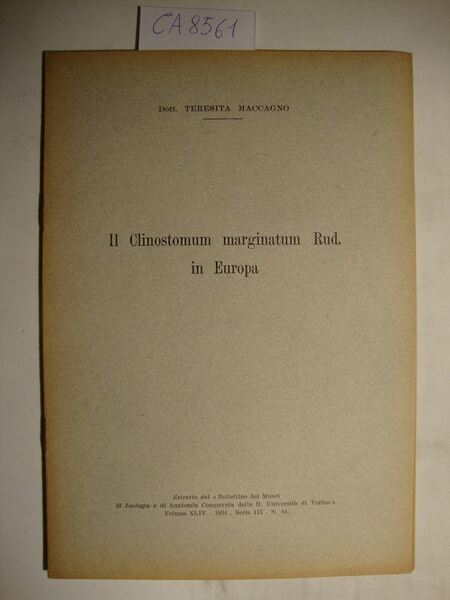 CA8561
Dott. TERESITA MACCAGNO
Il Clinostomum marginatum Rud.
in Europa
Estratto dal « Bollettino dei Musei
di Zoologia e di Anatomia Comparata della R. Università di Torino ».
Volume XLIV - 1934 , Serie III - N. 44.